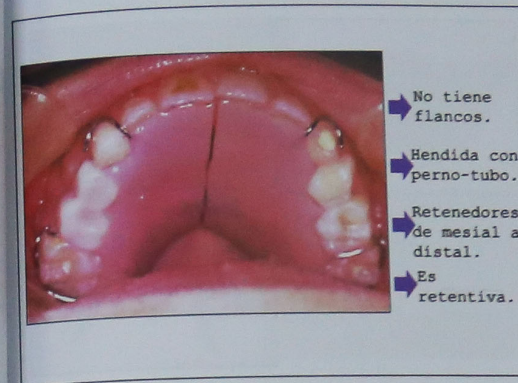 No tiene
flancos.
Hendida con
perno-tubo.
Retenedores
de mesial a
distal.
Es
retentiva.